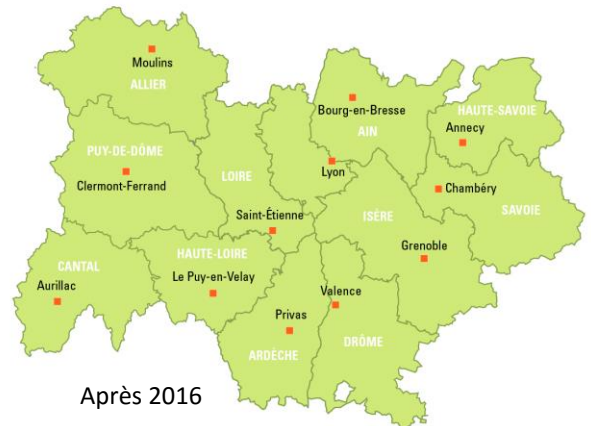 Moulins
ALLIER
Bourg-en-Bresse
AIN
HAUTE-SAVOIE
Annecy
PUY-DE-DÔME
Clermont-Ferrand
LOIRE
Lyon
Chambéry
SAVOIE
Saint-Étienne
ISÈRE
Grenoble
HAUTE-LOIRE
Le Puy-en-Velay
CANTAL
Aurillac
Valence
Privas
ARDÈCHE
DRÔME
Après 2016